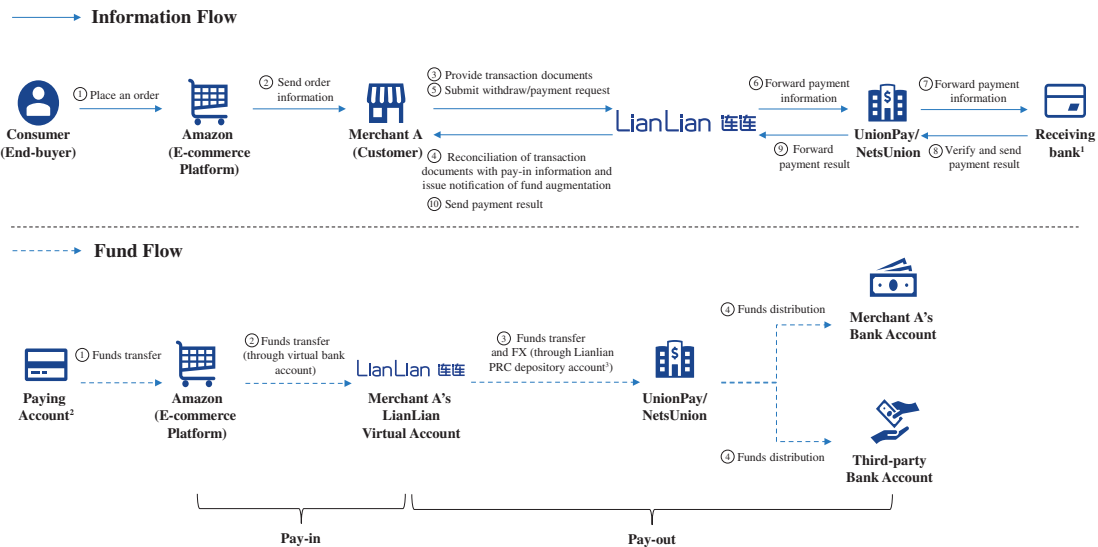 Information Flow
① Place an order
② Send order
information
③ Provide transaction documents
⑤ Submit withdraw/payment request
⑥ Forward payment
information
⑦ Forward payment
information
LianLian 连连
Consumer
(End-buyer)
Amazon
(E-commerce
Platform)
Merchant A
(Customer)
UnionPay/
NetsUnion
Receiving
bank¹
④ Reconciliation of transaction
documents with pay-in information and
issue notification of fund augmentation
⑩ Send payment result
⑨ Forward
payment result
⑧ Verify and send
payment result
Fund Flow
① Funds transfer
② Funds transfer
(through virtual bank
account)
③ Funds transfer
and FX (through Lianlian
PRC depository account³)
④ Funds distribution
Merchant A's
Bank Account
$
LianLian 连连
Paying
Account²
Amazon
(E-commerce
Platform)
Merchant A's
LianLian
Virtual Account
UnionPay/
NetsUnion
④ Funds distribution
Third-party
Bank Account
Pay-in
Pay-out